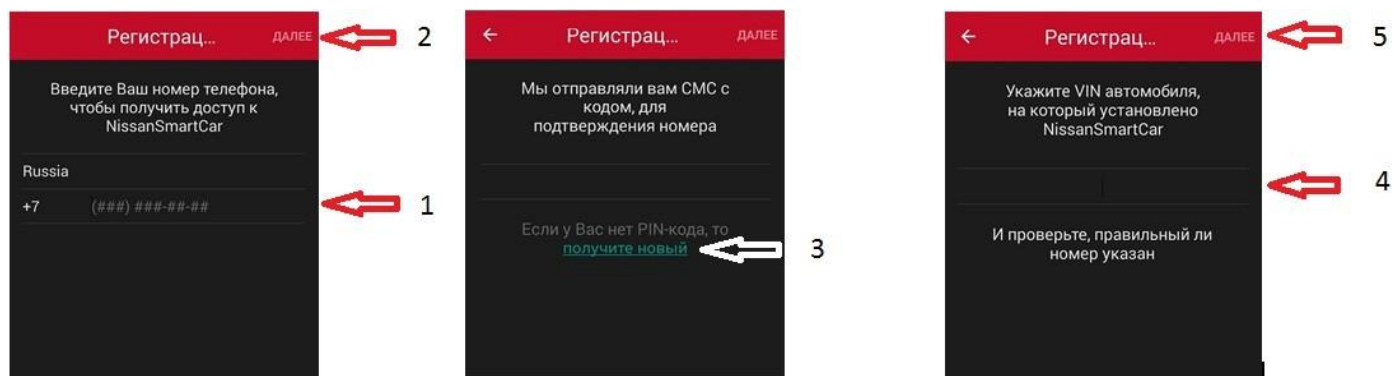 Регистрац...
ДАЛЕЕ
2
Введите Ваш номер телефона,
чтобы получить доступ к
NissanSmartCar
Russia
+7 (###) ###-##-##
1
Регистрац...
ДАЛЕЕ
Мы отправляли вам СМС с
кодом, для
подтверждения номера
Если у Вас нет PIN-кода, то
получите новый
3
Регистрац...
ДАЛЕЕ
5
Укажите VIN автомобиля,
на который установлено
NissanSmartCar
4
И проверьте, правильный ли
номер указан